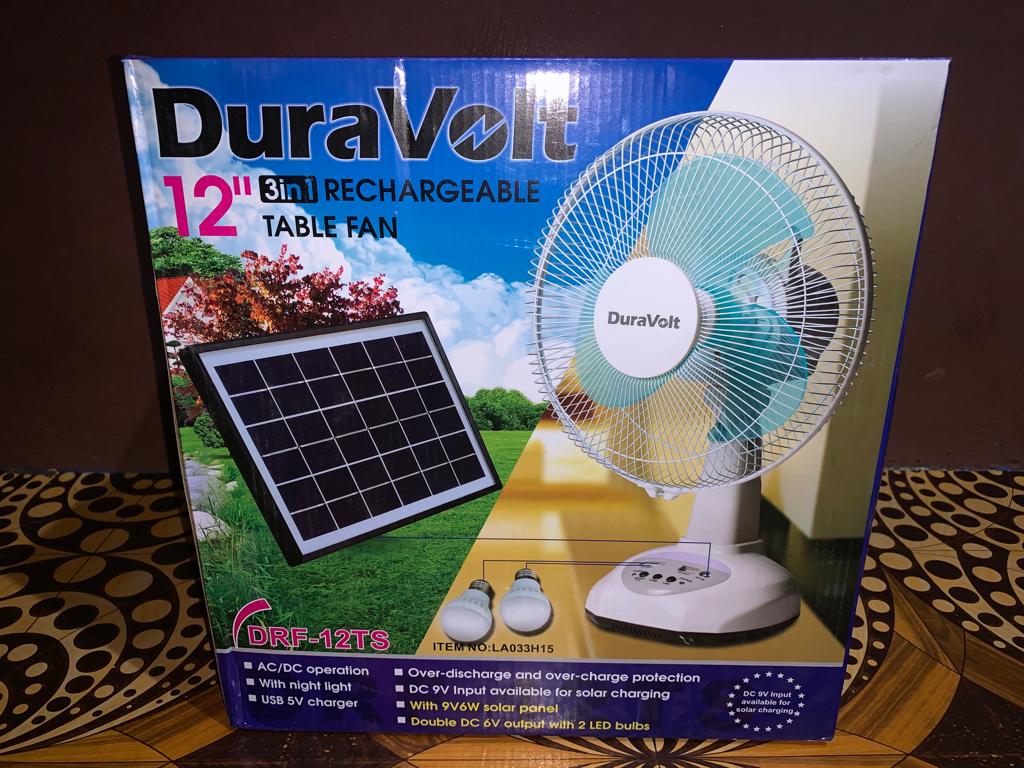 DuraVolt
12" 3in1 RECHARGEABLE
TABLE FAN
DuraVolt
DRF-12TS
ITEM NO:LA033H15
AC/DC operation
With night light
USB 5V charger
Over-discharge and over-charge protection
DC 9V Input available for solar charging
With 9V6W solar panel
Double DC 6V output with 2 LED bulbs
DC 9V Input
available for
solar charging